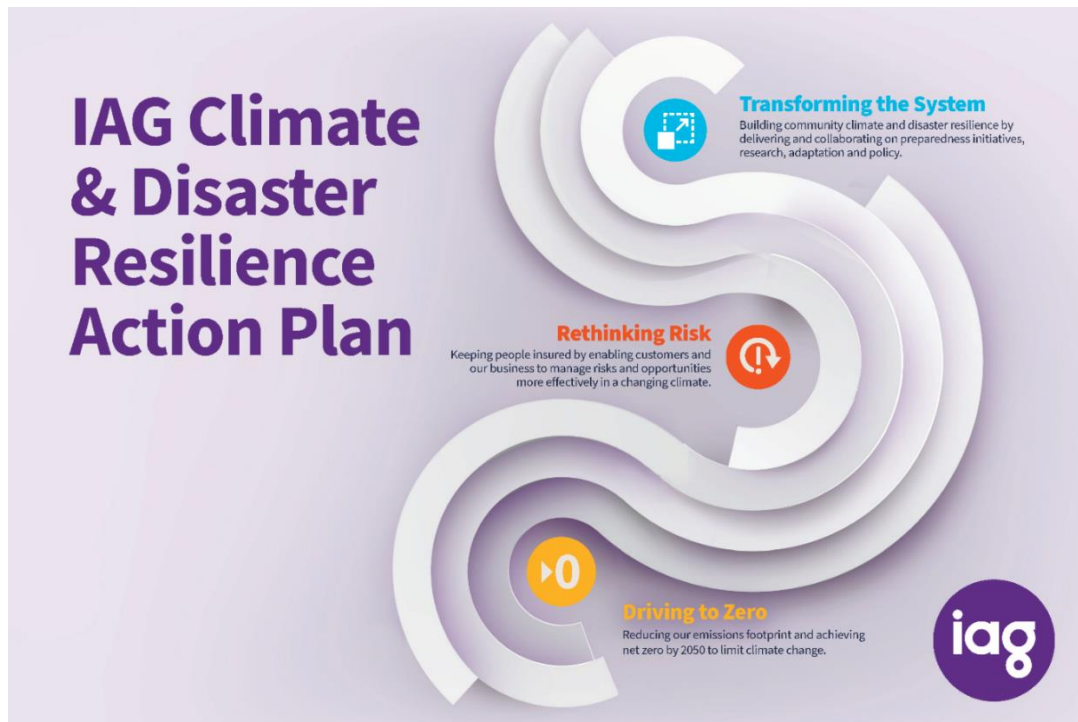 IAG Climate
& Disaster
Resilience
Action Plan
Transforming the System
Building community climate and disaster resilience by
delivering and collaborating on preparedness initiatives,
research, adaptation and policy.
Rethinking Risk
Keeping people insured by enabling customers and
our business to manage risks and opportunities
more effectively in a changing climate.
0
Driving to Zero
Reducing our emissions footprint and achieving
net zero by 2050 to limit climate change.
iag